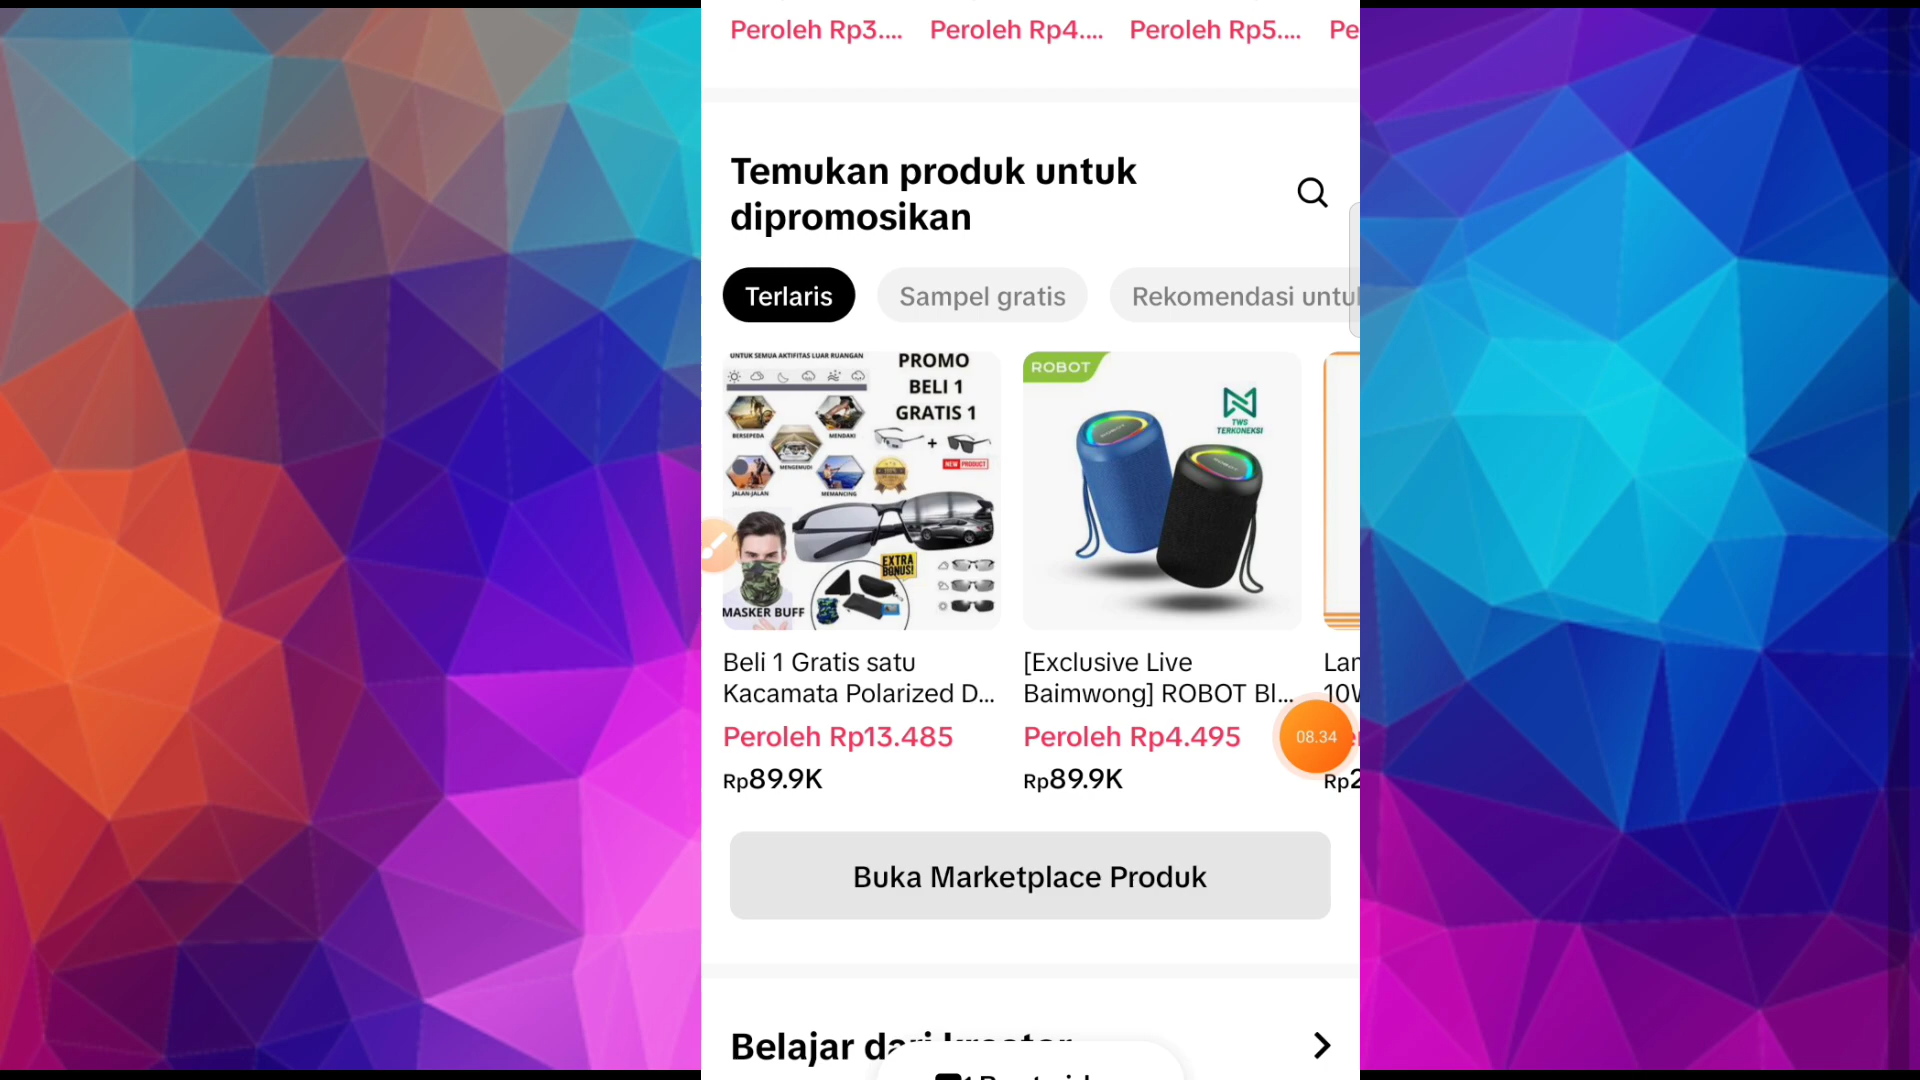 Peroleh Rp3.... Peroleh Rp4.... Peroleh Rp5.... Pe
Temukan produk untuk
dipromosikan
Terlaris Sampel gratis Rekomendasi untuk
UNTUK SEMUA AKTIFITAS LUAR RUANGAN
PROMO
BELI 1
GRATIS 1
BERSEPEDA
MENDAKI
MENGEMUDI
JALAN-JALAN
MEMANCING
+
NEW PRODUCT
EXTRA
BONUS!
MASKER BUFF
ROBOT
TWS
TERKONEKSI
Beli 1 Gratis satu
Kacamata Polarized D...
Peroleh Rp13.485
Rp89.9K
[Exclusive Live
Baimwong] ROBOT Bl...
Peroleh Rp4.495
Rp89.9K
Lar
10W
08.34
Rp2
Buka Marketplace Produk
Belajar dari kreator